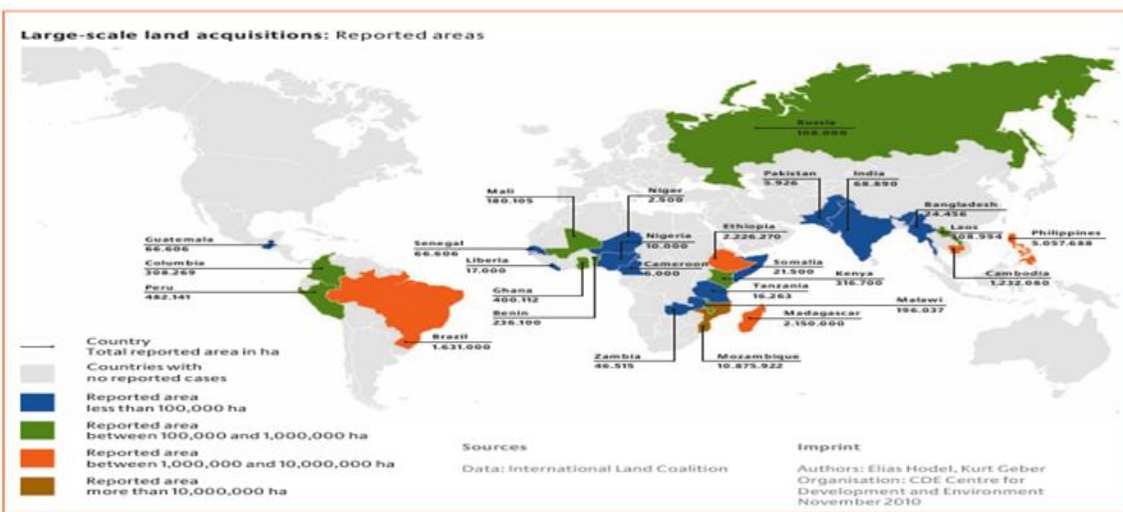 Large-scale land acquisitions: Reported areas
Russia
108.000
Pakistan
5.926
India
68.890
Mali
180.105
Niger
2.500
Bangladesh
24.456
Guatemala
66.606
Senegal
66.606
Nigeria
10.000
Ethiopia
2.226.270
Laos
108.994
Philippines
5.057.688
Columbia
308.269
Liberia
17.000
Cameroon
6.000
Somalia
21.500
Kenya
316.700
Cambodia
1.232.080
Peru
482.141
Ghana
400.112
Tanzania
16.263
Malawi
196.037
Benin
236.100
Madagascar
2.150.000
Brazil
1.631.000
Zambia
46.515
Mozambique
10.875.922
Country
Total reported area in ha
Countries with
no reported cases
Reported area
less than 100,000 ha
Reported area
between 100,000 and 1,000,000 ha
Reported area
between 1,000,000 and 10,000,000 ha
Reported area
more than 10,000,000 ha
Sources
Data: International Land Coalition
Imprint
Authors: Elias Hodel, Kurt Geber
Organisation: CDE Centre for
Development and Environment
November 2010